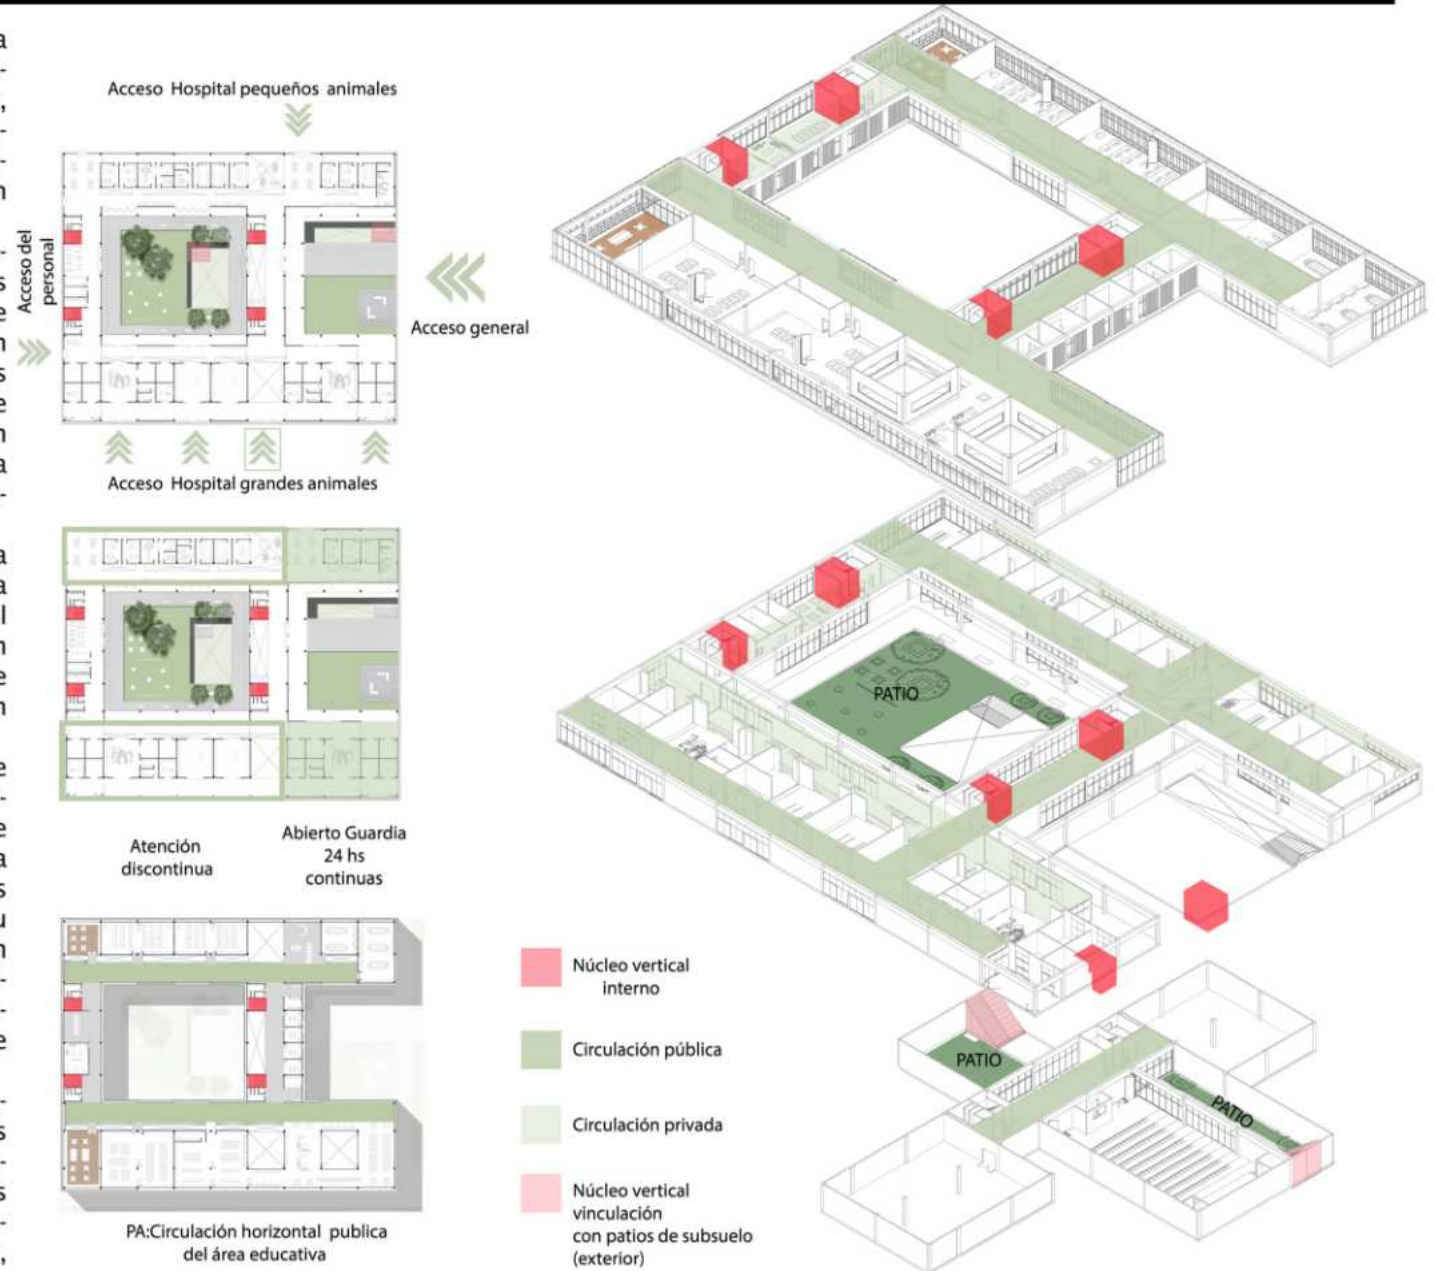 Acceso Hospital pequeños animales
Acceso del
personal
Acceso general
Acceso Hospital grandes animales
Atención
discontinua
Abierto Guardia
24 hs
continuas
PA:Circulación horizontal publica
del área educativa
Núcleo vertical
interno
Circulación pública
Circulación privada
Núcleo vertical
vinculación
con patios de subsuelo
(exterior)
PATIO
PATIO
PATIO